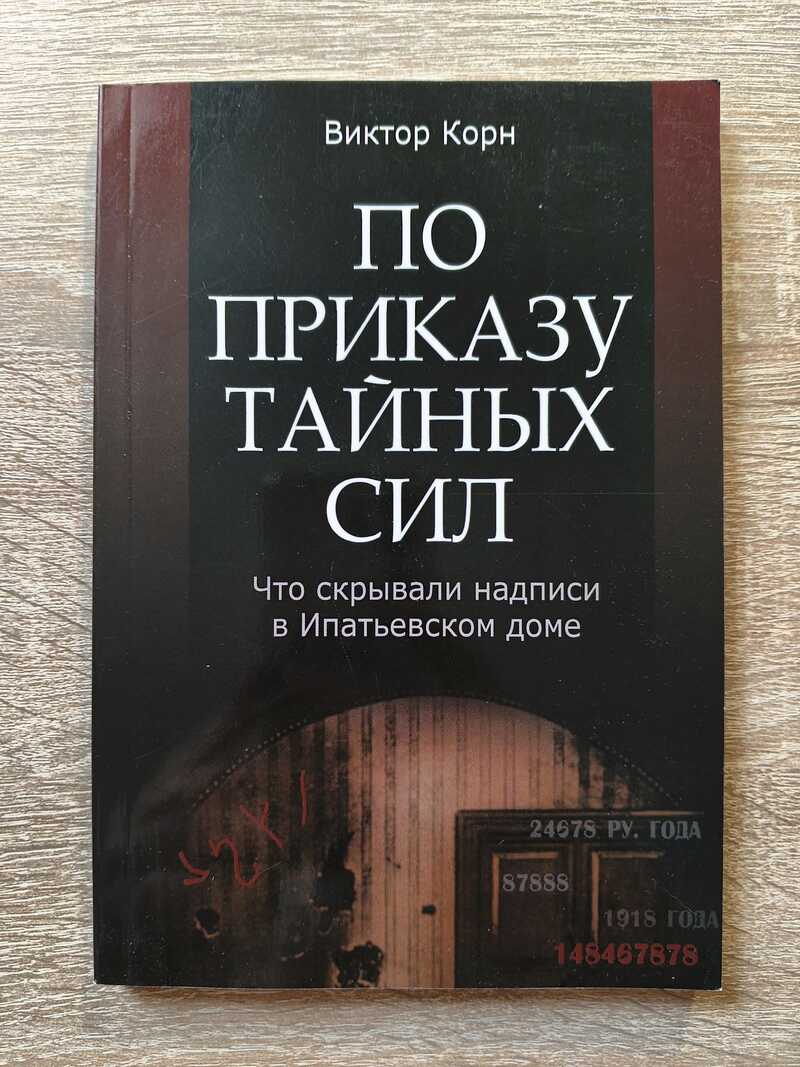 Виктор Корн
ПО
ПРИКАЗУ
ТАЙНЫХ
СИЛ
Что скрывали надписи
в Ипатьевском доме
24678 РУ. ГОДА
87888
1918 ГОДА
148467878